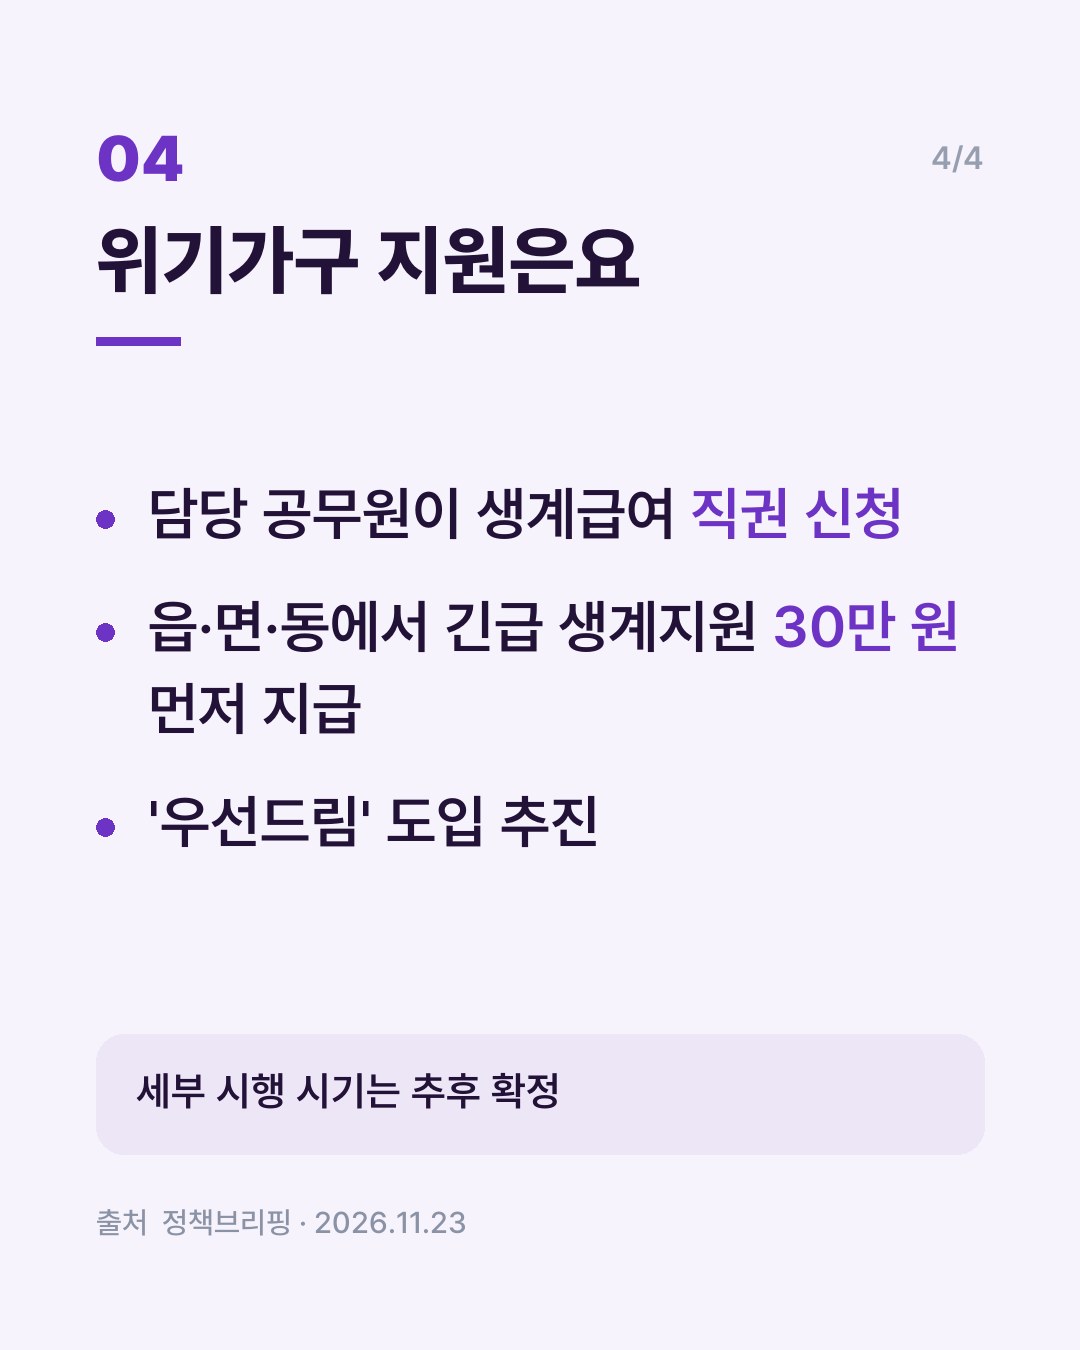 04
4/4
위기가구 지원은요
담당 공무원이 생계급여 직권 신청
읍·면·동에서 긴급 생계지원 30만 원
먼저 지급
'우선드림' 도입 추진
세부 시행 시기는 추후 확정
출처 정책브리핑 · 2026.11.23